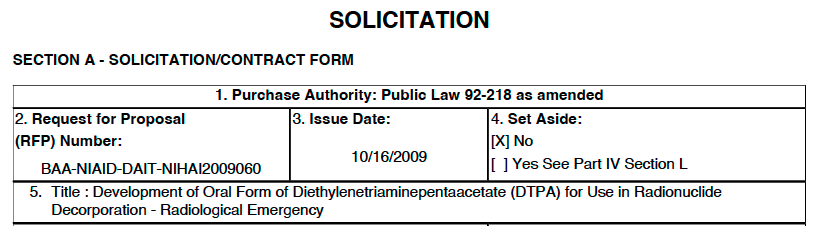 SOLICITATION
SECTION A - SOLICITATION/CONTRACT FORM
1. Purchase Authority: Public Law 92-218 as amended
2. Request for Proposal
(RFP) Number:
BAA-NIAID-DAIT-NIHAI2009060
3. Issue Date:
10/16/2009
4. Set Aside:
[X] No
[ ] Yes See Part IV Section L
5. Title : Development of Oral Form of Diethylenetriaminepentaacetate (DTPA) for Use in Radionuclide
Decorporation - Radiological Emergency